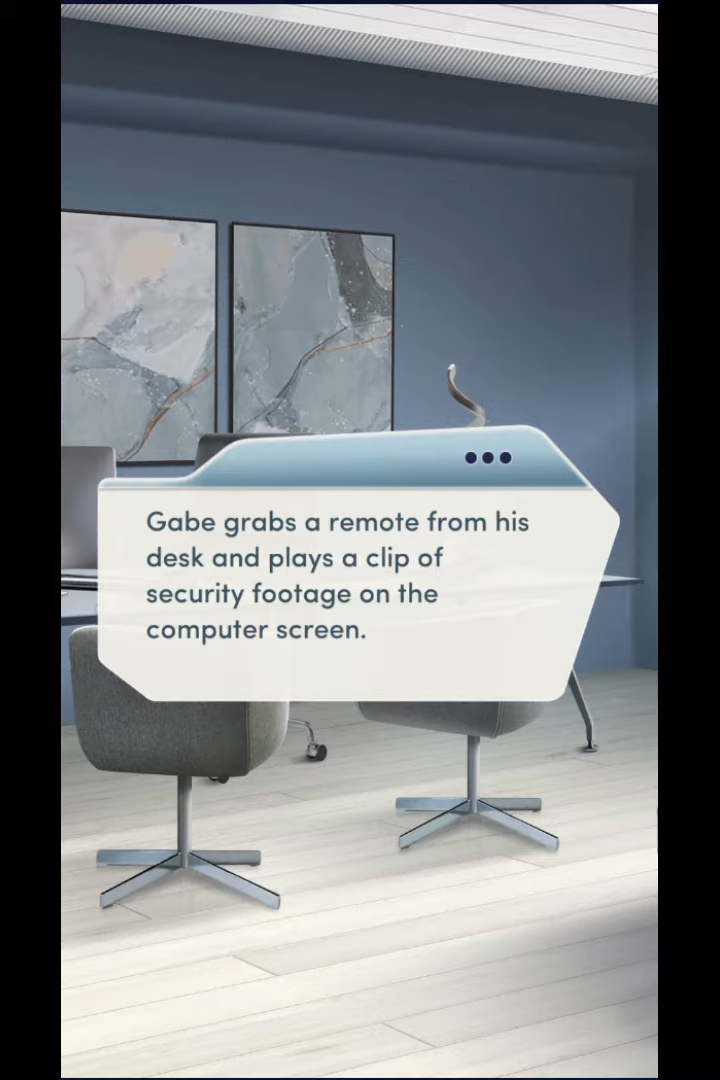 Gabe grabs a remote from his
desk and plays a clip of
security footage on the
computer screen.